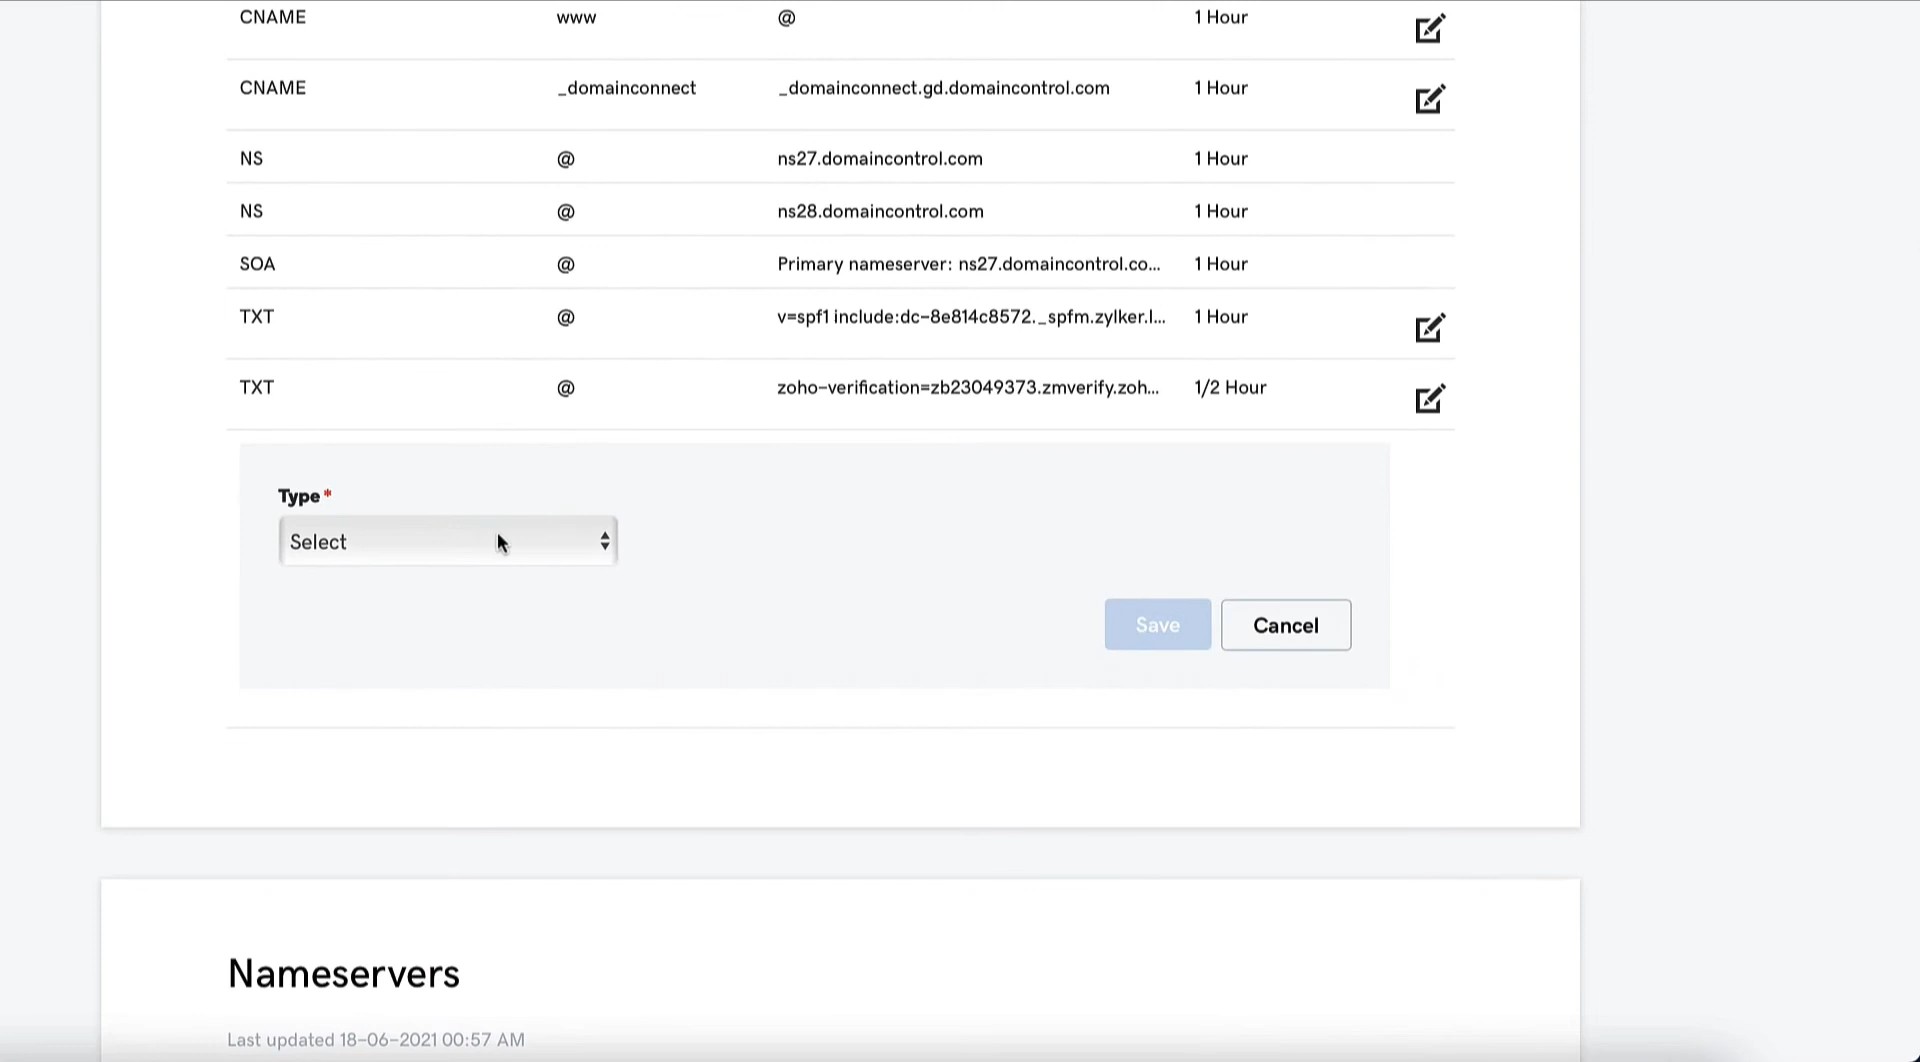 CNAME www @ 1 Hour
CNAME _domainconnect _domainconnect.gd.domaincontrol.com 1 Hour
NS @ ns27.domaincontrol.com 1 Hour
NS @ ns28.domaincontrol.com 1 Hour
SOA @ Primary nameserver: ns27.domaincontrol.co... 1 Hour
TXT @ v=spf1 include:dc-8e814c8572._spfm.zylker.l... 1 Hour
TXT @ zoho-verification=zb23049373.zmverify.zoh... 1/2 Hour
Type *
Select
Save Cancel
Nameservers
Last updated 18-06-2021 00:57 AM